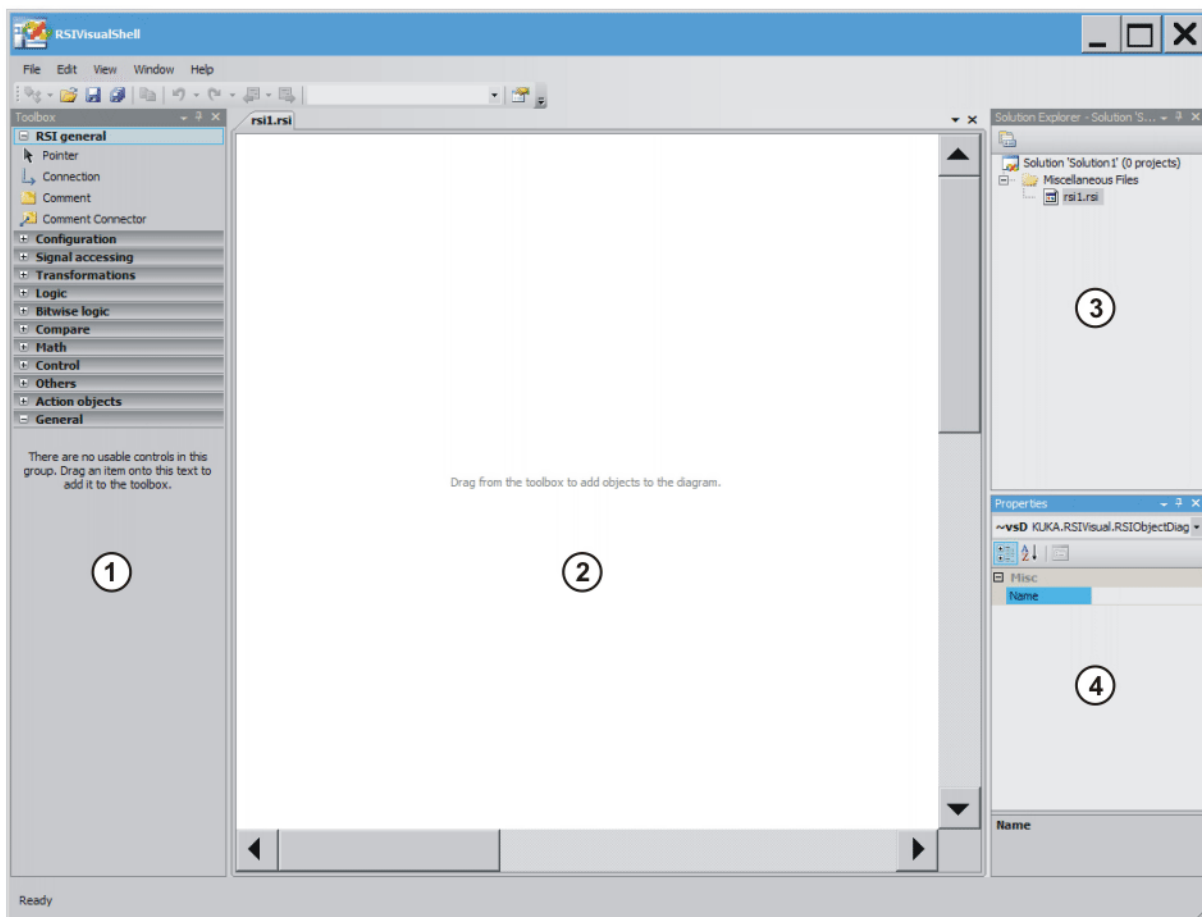 RSIVisualShell
File Edit View Window Help
Toolbox
RSI general
Pointer
Connection
Comment
Comment Connector
Configuration
Signal accessing
Transformations
Logic
Bitwise logic
Compare
Math
Control
Others
Action objects
General
There are no usable controls in this
group. Drag an item onto this text to
add it to the toolbox.
1
rsi1.rsi
Drag from the toolbox to add objects to the diagram.
2
Solution Explorer - Solution 'S...
Solution 'Solution1' (0 projects)
Miscellaneous Files
rsi1.rsi
3
Properties
~vsD KUKA.RSIVisual.RSIObjectDiag
Misc
Name
4
Name
Ready